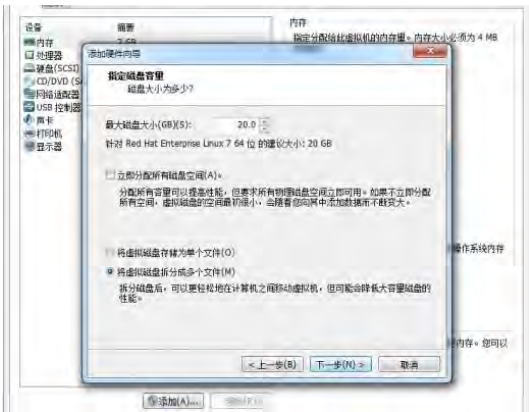 设备
摘要
内存
2 GB
处理器
硬盘(SCSI)
CD/DVD (SA
网络适配器
USB 控制器
声卡
打印机
显示器
内存
指定分配给此虚拟机的内存量。内存大小必须为 4 MB
添加硬件向导
指定磁盘容量
磁盘大小为多少?
最大磁盘大小(GB)(S):
20.0
针对 Red Hat Enterprise Linux 7 64 位 的建议大小: 20 GB
立即分配所有磁盘空间(A)。
分配所有容量可以提高性能，但要求所有物理磁盘空间立即可用。如果不立即分配
所有空间，虚拟磁盘的空间最初很小，会随着您向其中添加数据而不断变大。
将虚拟磁盘存储为单个文件(O)
将虚拟磁盘拆分成多个文件(M)
拆分磁盘后，可以更轻松地在计算机之间移动虚拟机，但可能会降低大容量磁盘的
性能。
操作系统内存
内存。您可以
< 上一步(B)
下一步(N) >
取消
添加(A)...